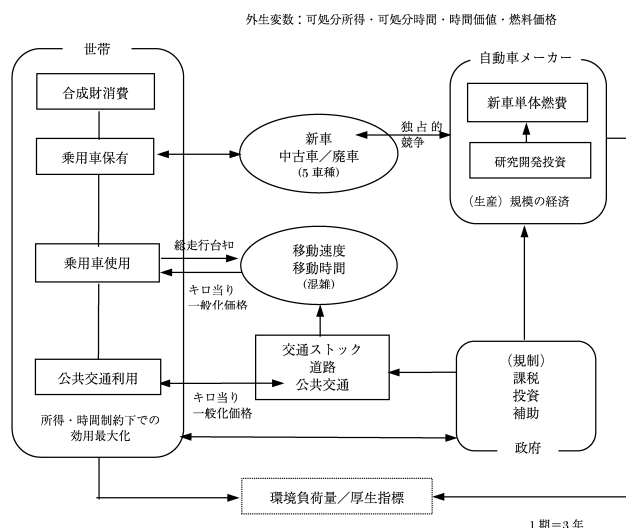 外生変数：可処分所得・可処分時間・時間価値・燃料価格
世帯
合成財消費
乗用車保有
乗用車使用
公共交通利用
所得・時間制約下での
効用最大化
新車
中古車／廃車
(5 車種)
独占的
競争
自動車メーカー
新車単体燃費
研究開発投資
（生産）規模の経済
総走行台ｷﾛ
キロ当り
一般化価格
移動速度
移動時間
(混雑)
交通ストック
道路
公共交通
キロ当り
一般化価格
（規制）
課税
投資
補助
政府
環境負荷量／厚生指標
1 期＝3 年